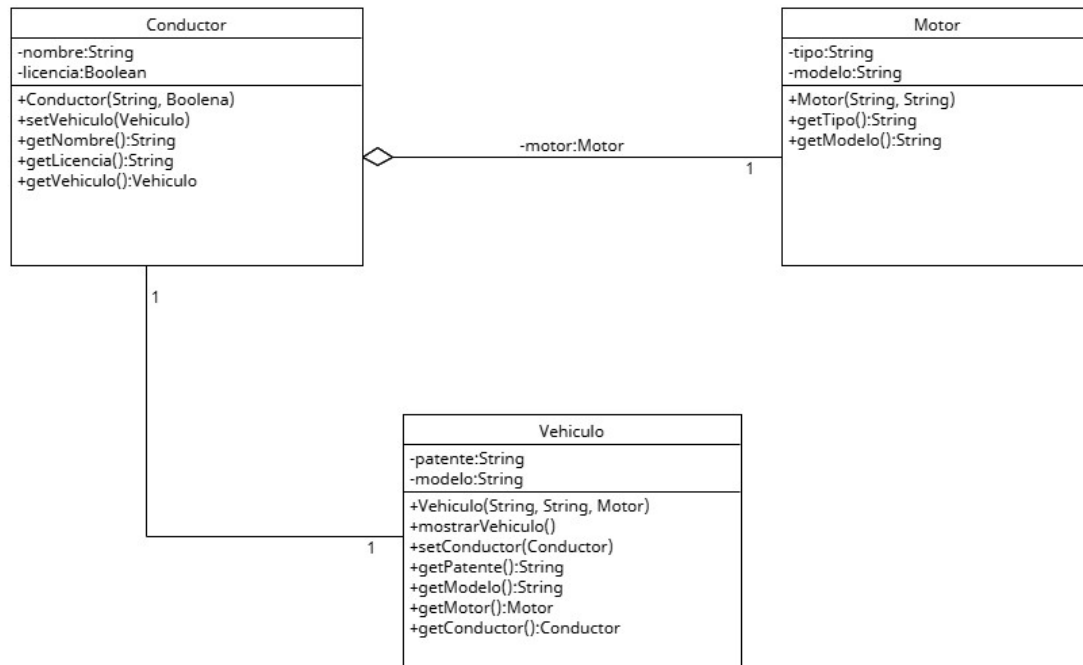 Conductor
-nombre:String
-licencia:Boolean
+Conductor(String, Boolena)
+setVehiculo(Vehiculo)
+getNombre():String
+getLicencia():String
+getVehiculo():Vehiculo
-motor:Motor
1
Motor
-tipo:String
-modelo:String
+Motor(String, String)
+getTipo():String
+getModelo():String
1
1
Vehiculo
-patente:String
-modelo:String
+Vehiculo(String, String, Motor)
+mostrarVehiculo()
+setConductor(Conductor)
+getPatente():String
+getModelo():String
+getMotor():Motor
+getConductor():Conductor